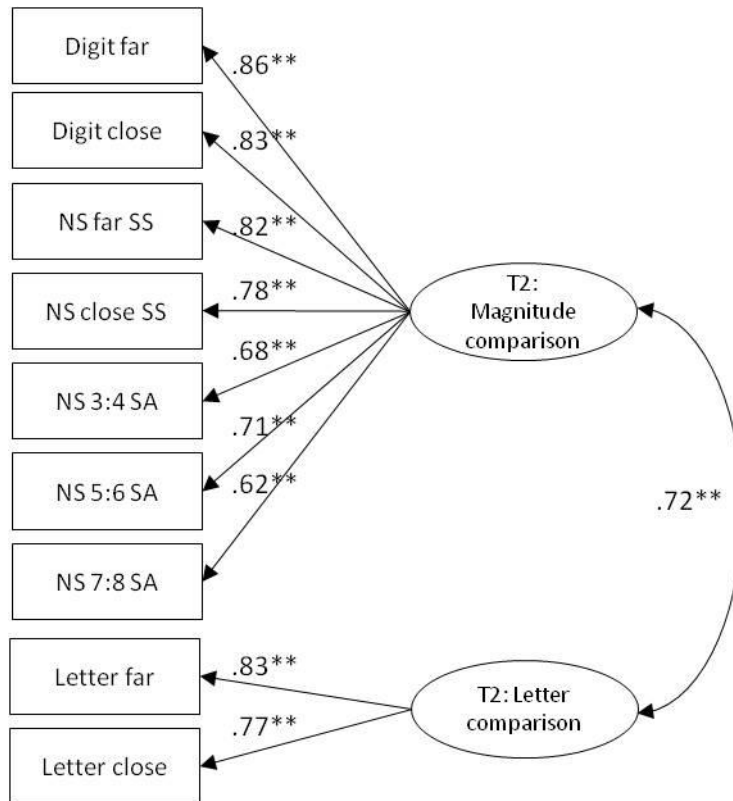 Digit far
.86**
Digit close
.83**
NS far SS
.82**
T2:
Magnitude
comparison
NS close SS
.78**
.68**
NS 3:4 SA
.71**
NS 5:6 SA
.62**
.72**
NS 7:8 SA
Letter far
.83**
T2: Letter
comparison
.77**
Letter close